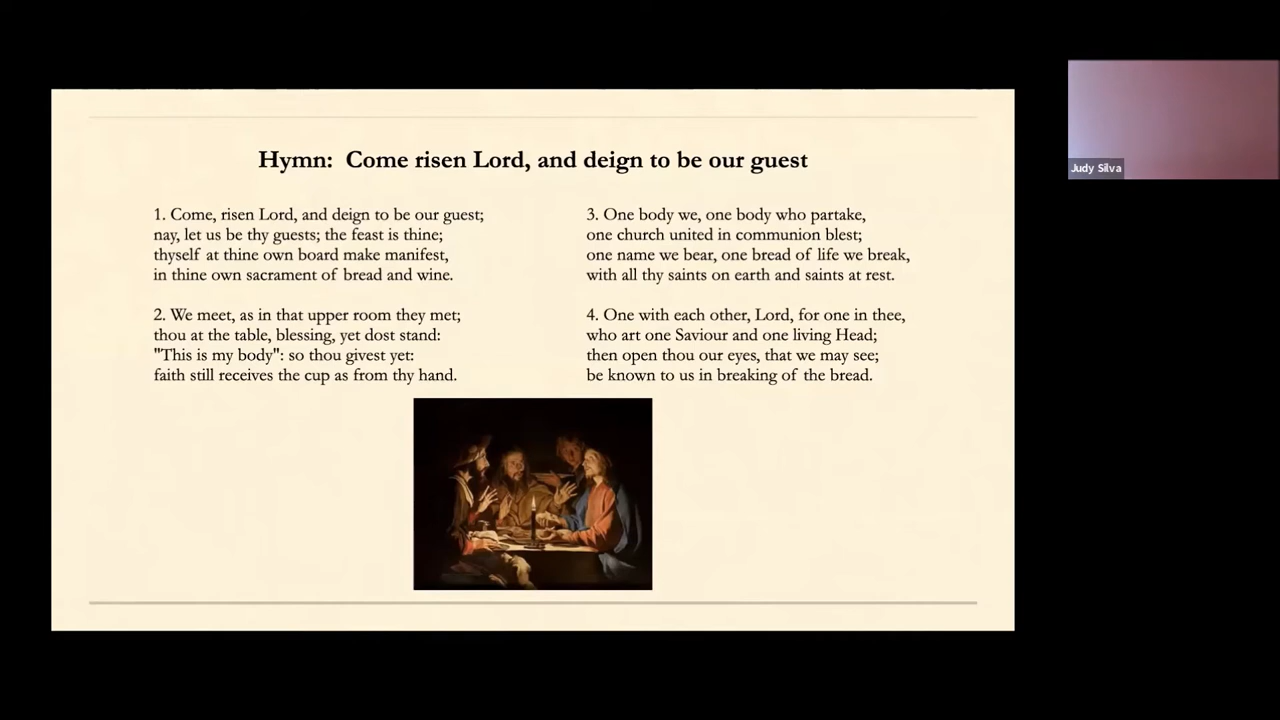 Hymn: Come risen Lord, and deign to be our guest
1. Come, risen Lord, and deign to be our guest;
nay, let us be thy guests; the feast is thine;
thyself at thine own board make manifest,
in thine own sacrament of bread and wine.
2. We meet, as in that upper room they met;
thou at the table, blessing, yet dost stand:
"This is my body": so thou givest yet:
faith still receives the cup as from thy hand.
3. One body we, one body who partake,
one church united in communion blest;
one name we bear, one bread of life we break,
with all thy saints on earth and saints at rest.
4. One with each other, Lord, for one in thee,
who art one Saviour and one living Head;
then open thou our eyes, that we may see;
be known to us in breaking of the bread.
Judy Silva